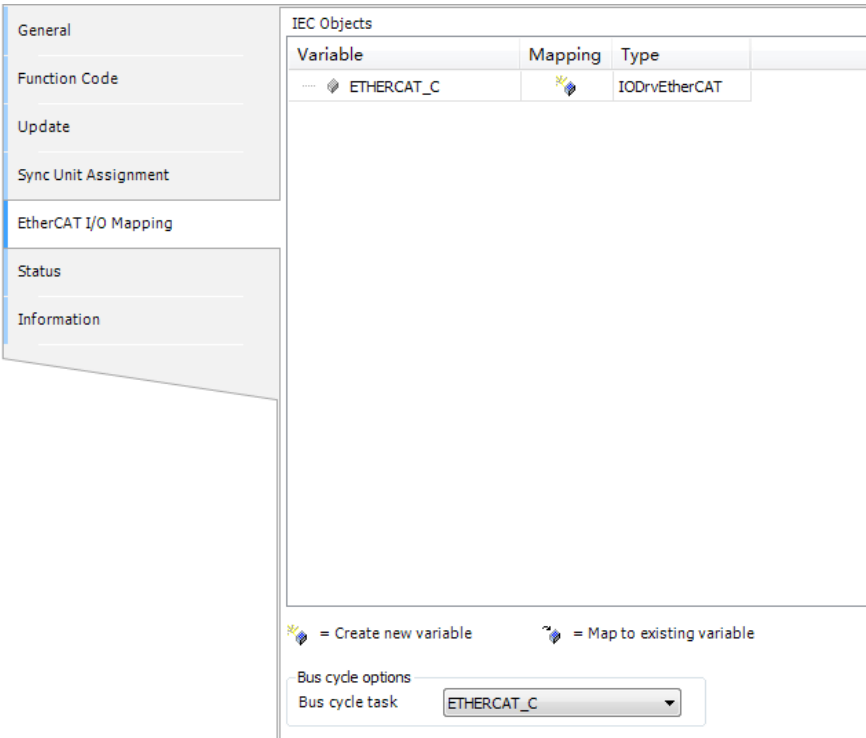 General
Function Code
Update
Sync Unit Assignment
EtherCAT I/O Mapping
Status
Information
IEC Objects
Variable Mapping Type
ETHERCAT_C IODrvEtherCAT
= Create new variable = Map to existing variable
Bus cycle options
Bus cycle task ETHERCAT_C